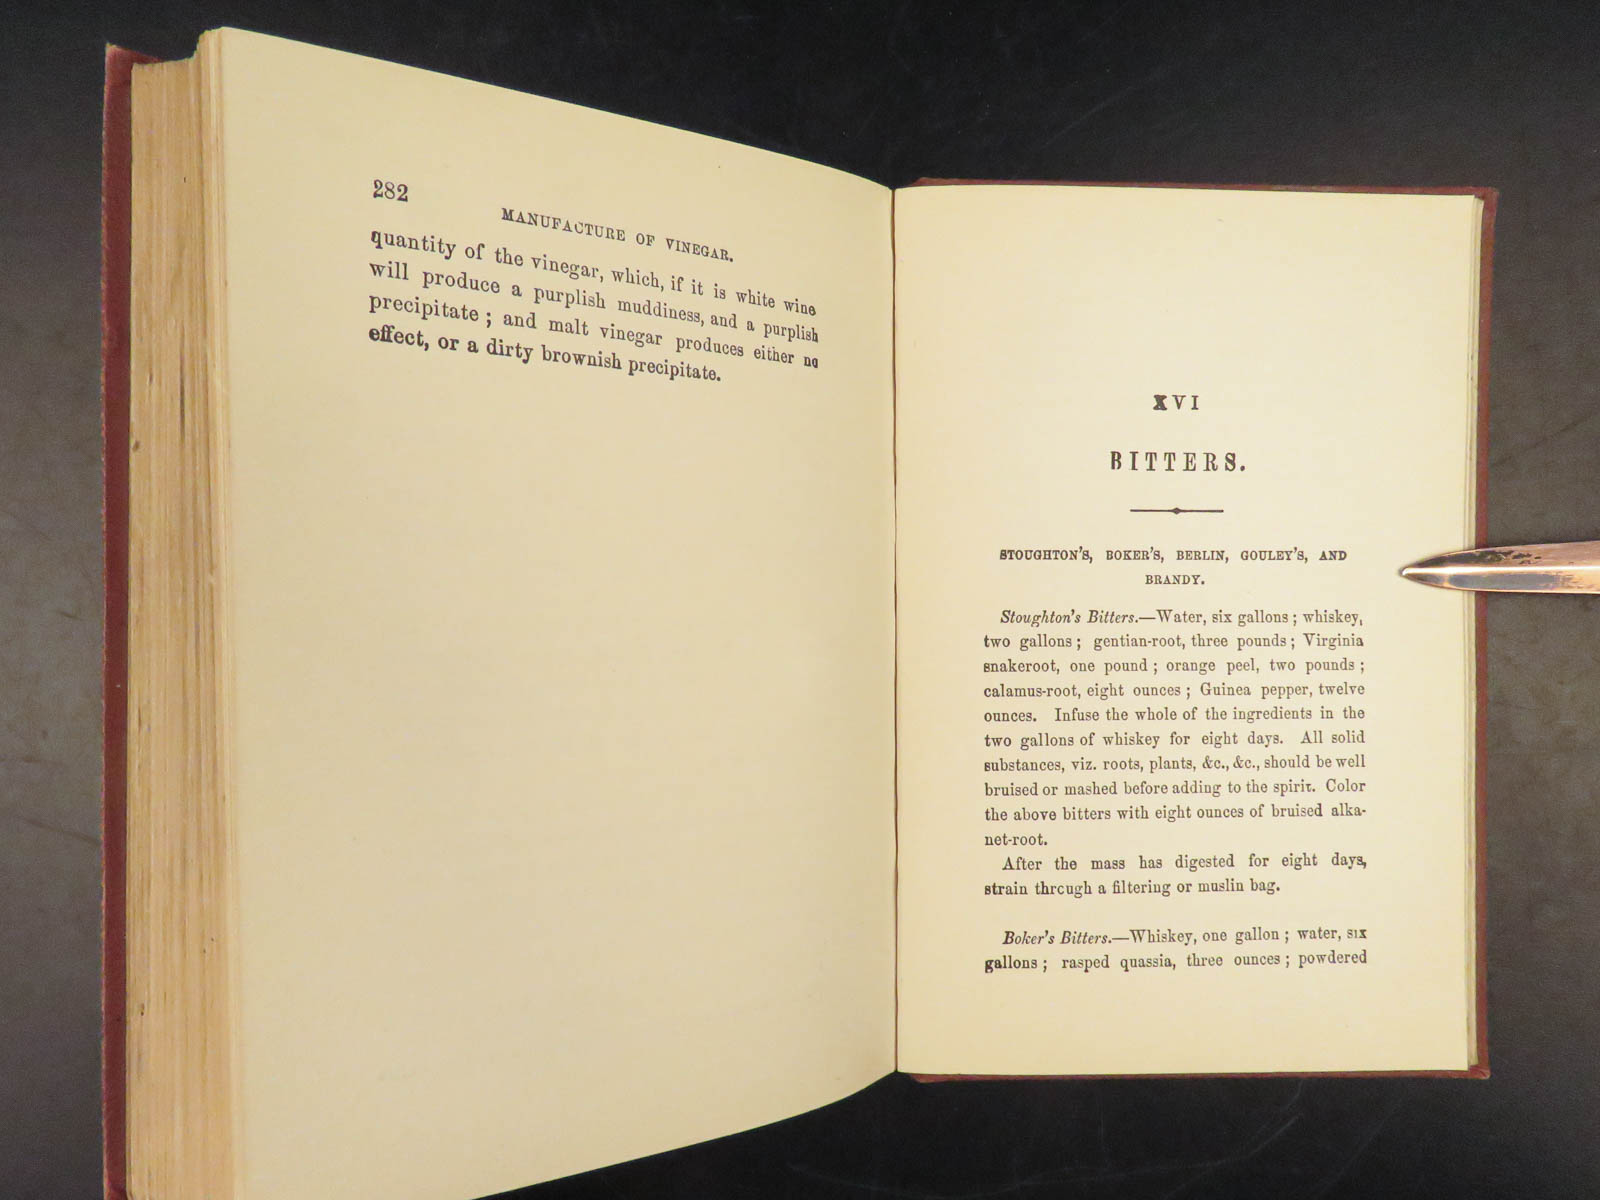 282
MANUFACTURE OF VINEGAR.
quantity of the vinegar, which, if it is white wine
will produce a purplish muddiness, and a purplish
precipitate ; and malt vinegar produces either no
effect, or a dirty brownish precipitate.
XVI
BITTERS.
STOUGHTON'S, BOKER'S, BERLIN, GOULEY'S, AND
BRANDY.
Stoughton's Bitters.—Water, six gallons ; whiskey,
two gallons ; gentian-root, three pounds ; Virginia
snakeroot, one pound ; orange peel, two pounds ;
calamus-root, eight ounces ; Guinea pepper, twelve
ounces. Infuse the whole of the ingredients in the
two gallons of whiskey for eight days. All solid
substances, viz. roots, plants, &c., &c., should be well
bruised or mashed before adding to the spirit. Color
the above bitters with eight ounces of bruised alka-
net-root.
After the mass has digested for eight days,
strain through a filtering or muslin bag.
Boker's Bitters.—Whiskey, one gallon ; water, six
gallons ; rasped quassia, three ounces ; powdered